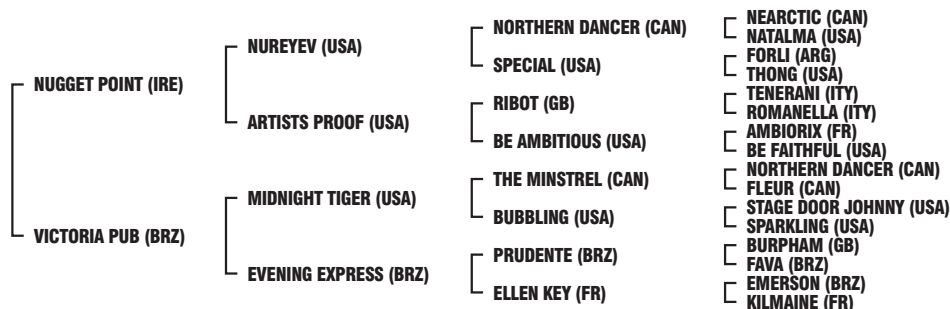 NUGGET POINT (IRE)
VICTORIA PUB (BRZ)
NUREYEV (USA)
ARTISTS PROOF (USA)
MIDNIGHT TIGER (USA)
EVENING EXPRESS (BRZ)
NORTHERN DANCER (CAN)
SPECIAL (USA)
RIBOT (GB)
BE AMBITIOUS (USA)
THE MINSTREL (CAN)
BUBBLING (USA)
PRUDENTE (BRZ)
ELLEN KEY (FR)
NEARCTIC (CAN)
NATALMA (USA)
FORLI (ARG)
THONG (USA)
TENERANI (ITY)
ROMANELLA (ITY)
AMBIORIX (FR)
BE FAITHFUL (USA)
NORTHERN DANCER (CAN)
FLEUR (CAN)
STAGE DOOR JOHNNY (USA)
SPARKLING (USA)
BURPHAM (GB)
FAVA (BRZ)
EMERSON (BRZ)
KILMAINE (FR)